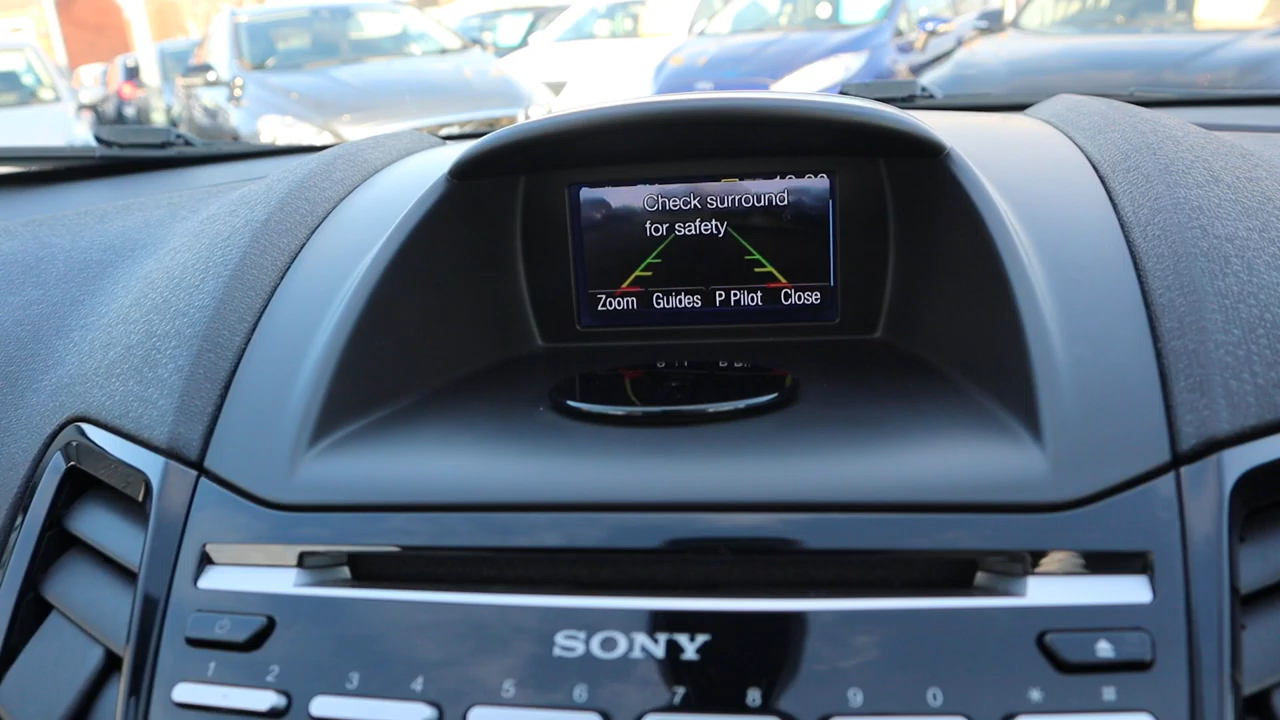 Check surround
for safety
Zoom Guides P Pilot Close
SONY
1 2 3 4 5 6 7 8 9 0 * #